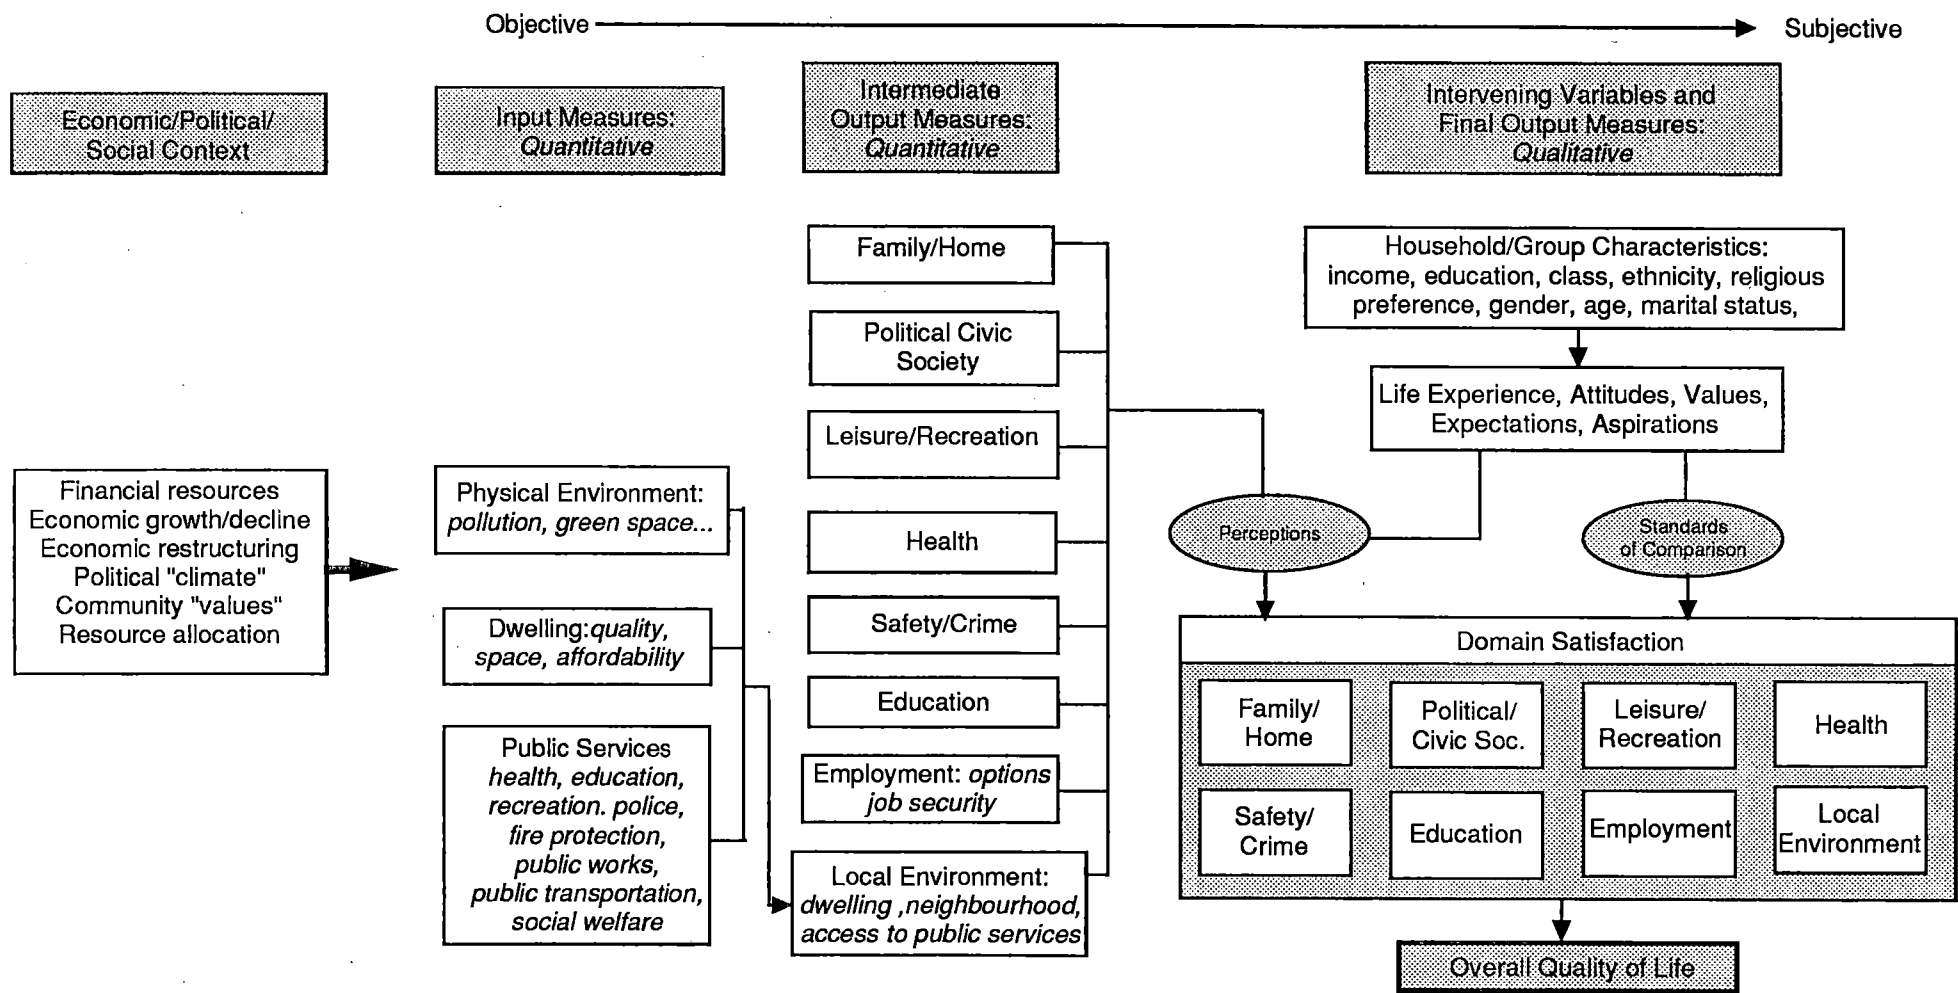 Objective
Subjective
Economic/Political/
Social Context
Input Measures:
Quantitative
Intermediate
Output Measures:
Quantitative
Intervening Variables and
Final Output Measures:
Qualitative
Financial resources
Economic growth/decline
Economic restructuring
Political "climate"
Community "values"
Resource allocation
Physical Environment:
pollution, green space...
Dwelling:quality,
space, affordability
Public Services
health, education,
recreation. police,
fire protection,
public works,
public transportation,
social welfare
Family/Home
Political Civic
Society
Leisure/Recreation
Health
Safety/Crime
Education
Employment: options
job security
Local Environment:
dwelling ,neighbourhood,
access to public services
Household/Group Characteristics:
income, education, class, ethnicity, religious
preference, gender, age, marital status,
Life Experience, Attitudes, Values,
Expectations, Aspirations
Perceptions
Standards
of Comparison
Domain Satisfaction
Family/
Home
Political/
Civic Soc.
Leisure/
Recreation
Health
Safety/
Crime
Education
Employment
Local
Environment
Overall Quality of Life